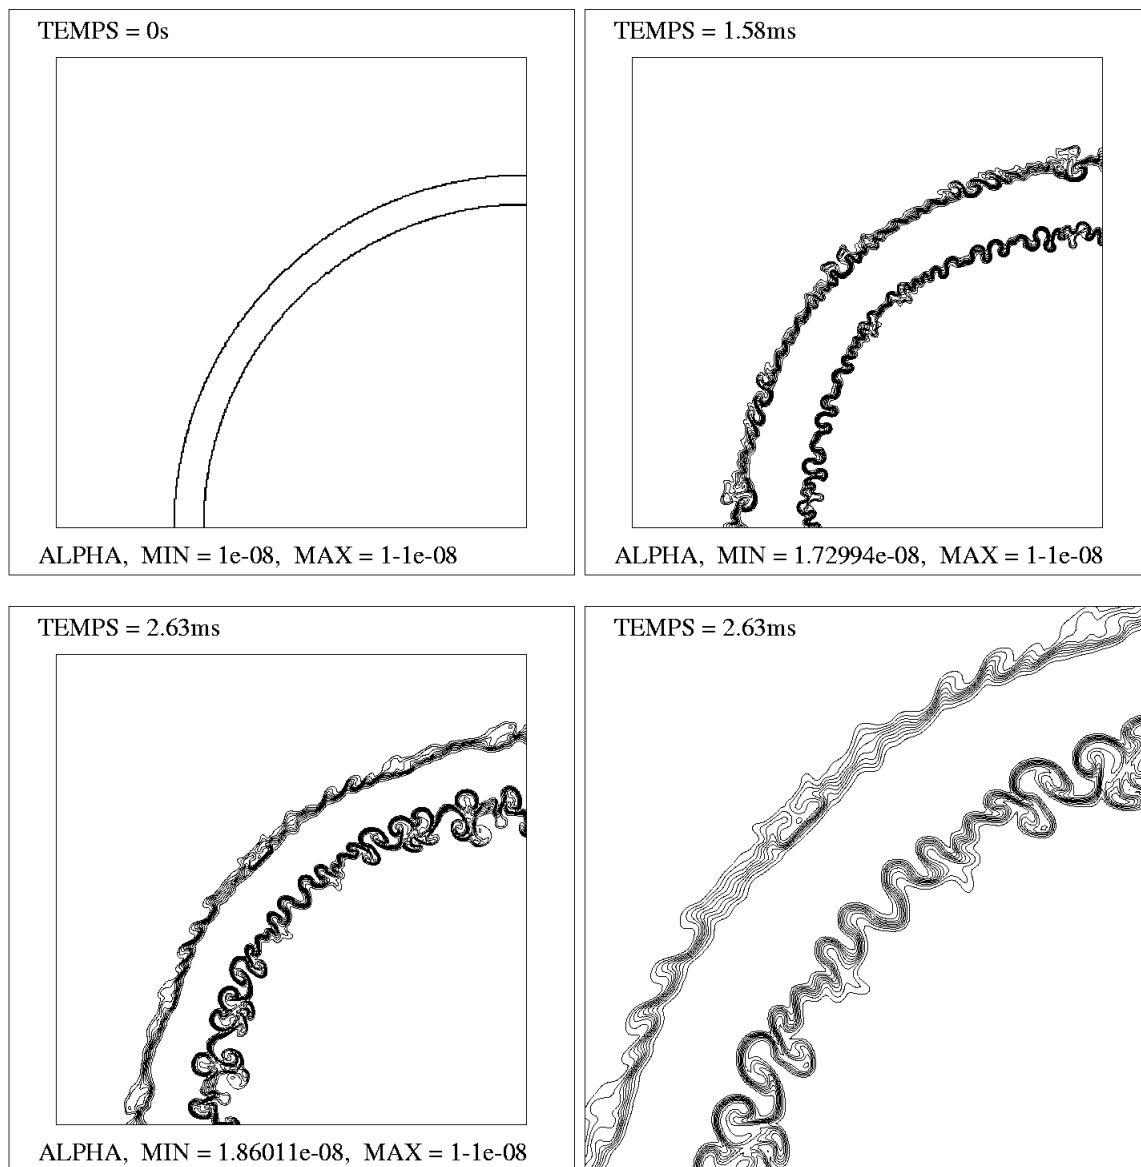 TEMPS = 0s
ALPHA, MIN = 1e-08, MAX = 1-1e-08
TEMPS = 1.58ms
ALPHA, MIN = 1.72994e-08, MAX = 1-1e-08
TEMPS = 2.63ms
ALPHA, MIN = 1.86011e-08, MAX = 1-1e-08
TEMPS = 2.63ms